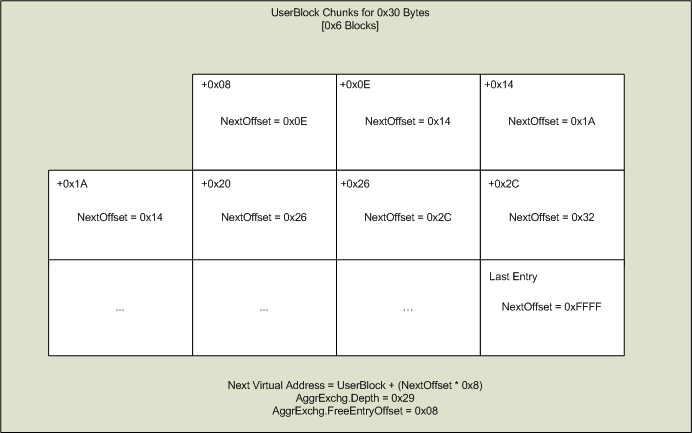 UserBlock Chunks for 0x30 Bytes
[0x6 Blocks]
+0x08
NextOffset = 0x0E
+0x0E
NextOffset = 0x14
+0x14
NextOffset = 0x1A
+0x1A
NextOffset = 0x14
+0x20
NextOffset = 0x26
+0x26
NextOffset = 0x2C
+0x2C
NextOffset = 0x32
...
...
...
Last Entry
NextOffset = 0xFFFF
Next Virtual Address = UserBlock + (NextOffset * 0x8)
AggrExchg.Depth = 0x29
AggrExchg.FreeEntryOffset = 0x08